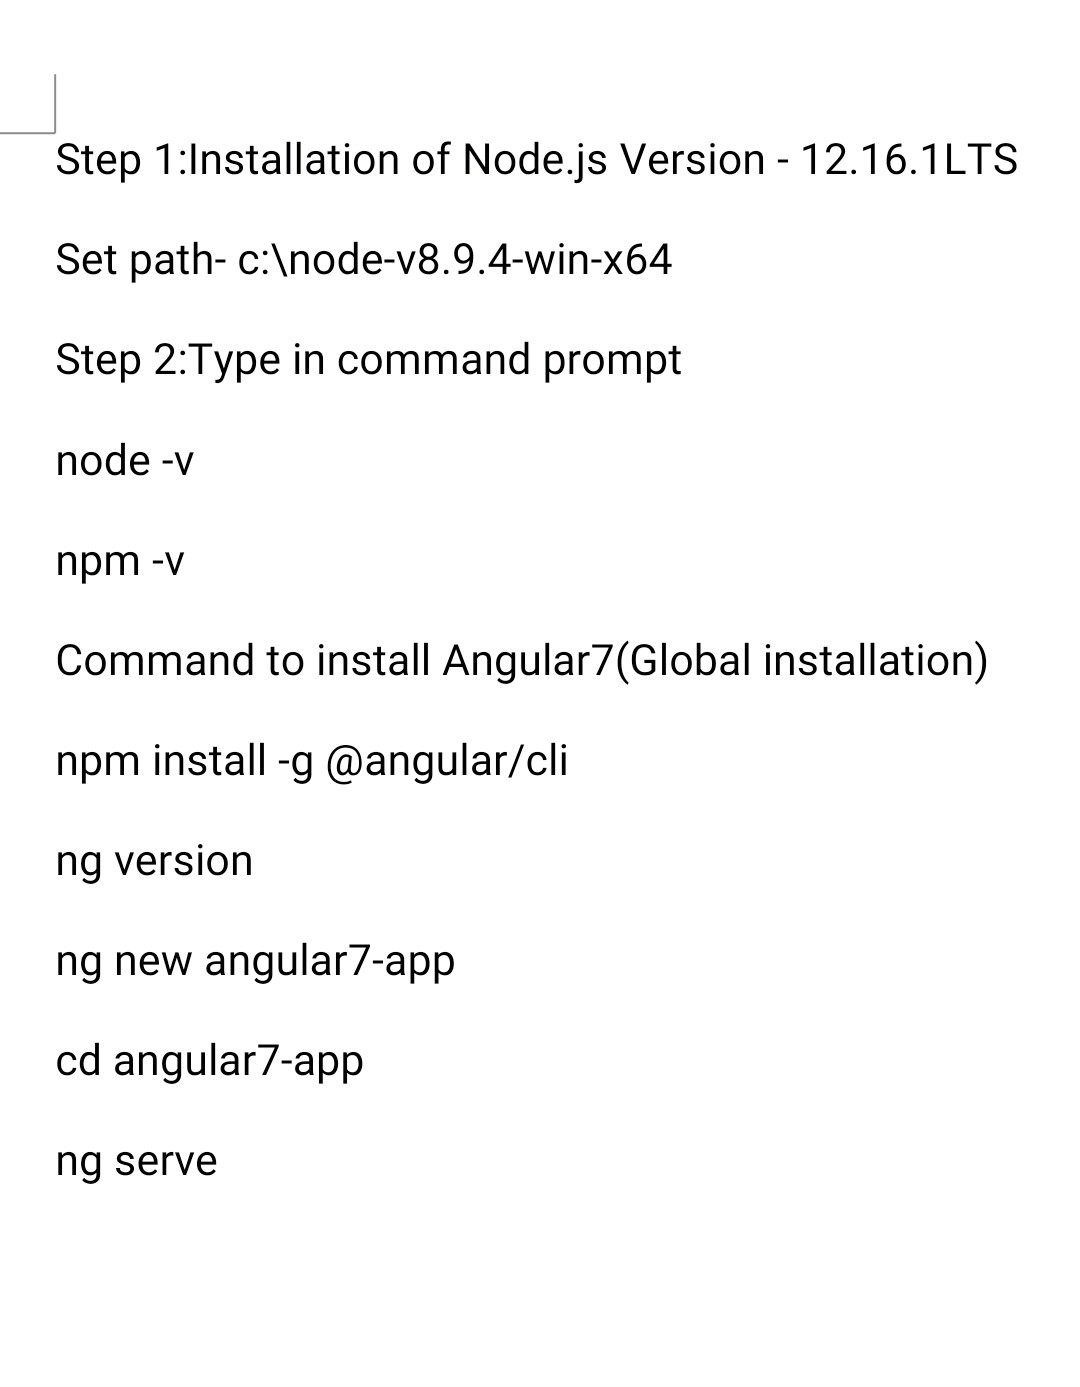 Step 1:Installation of Node.js Version - 12.16.1LTS
Set path- c:\node-v8.9.4-win-x64
Step 2:Type in command prompt
node -v
npm -v
Command to install Angular7(Global installation)
npm install -g @angular/cli
ng version
ng new angular7-app
cd angular7-app
ng serve